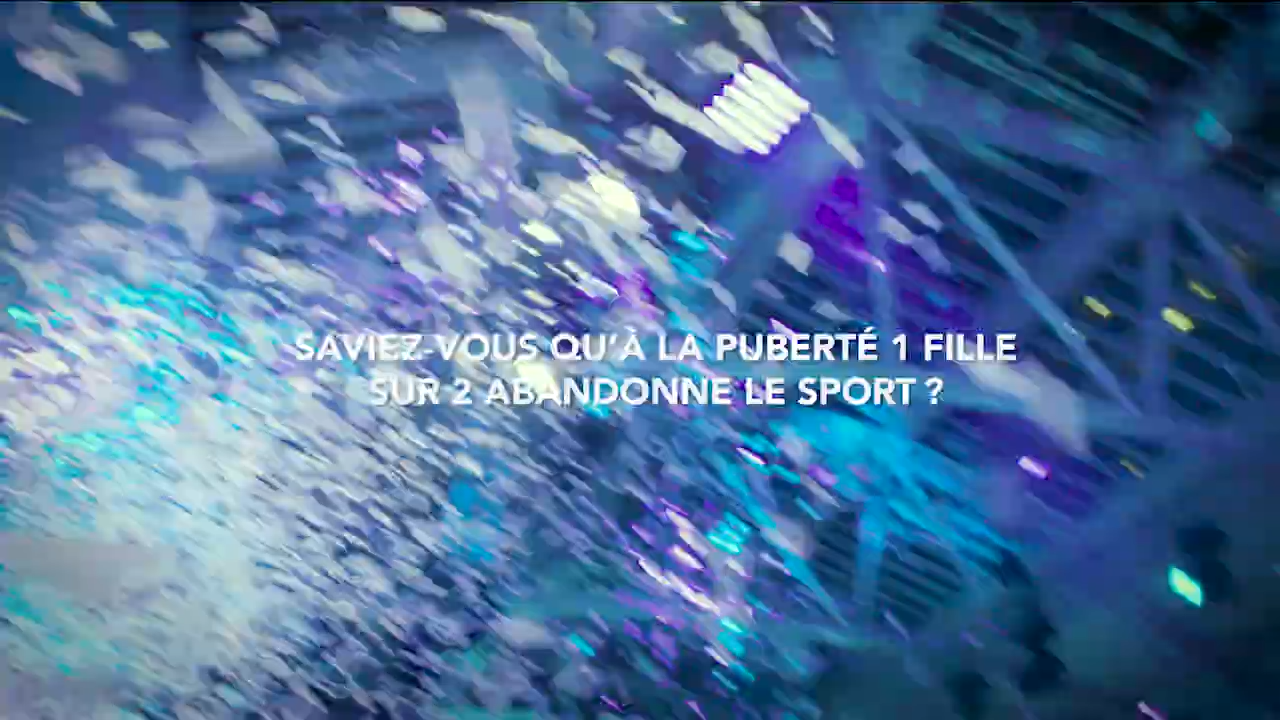 SAVIEZ-VOUS QU'À LA PUBERTÉ 1 FILLE
SUR 2 ABANDONNE LE SPORT ?